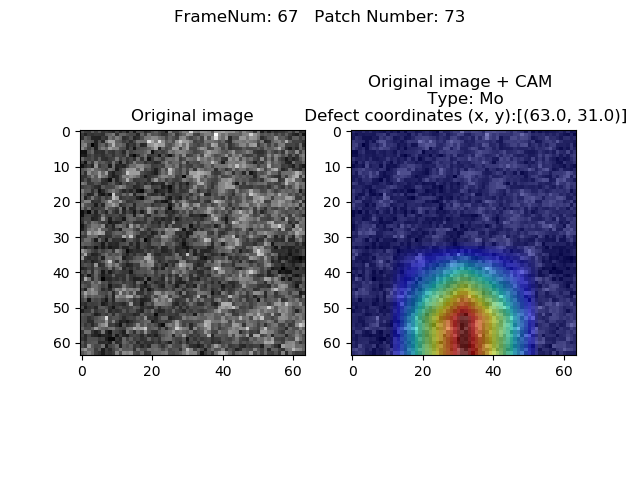 FrameNum: 67   Patch Number: 73
Original image
0
10
20
30
40
50
60
0 20 40 60
Original image + CAM
Type: Mo
Defect coordinates (x, y):[(63.0, 31.0)]
0
10
20
30
40
50
60
0 20 40 60